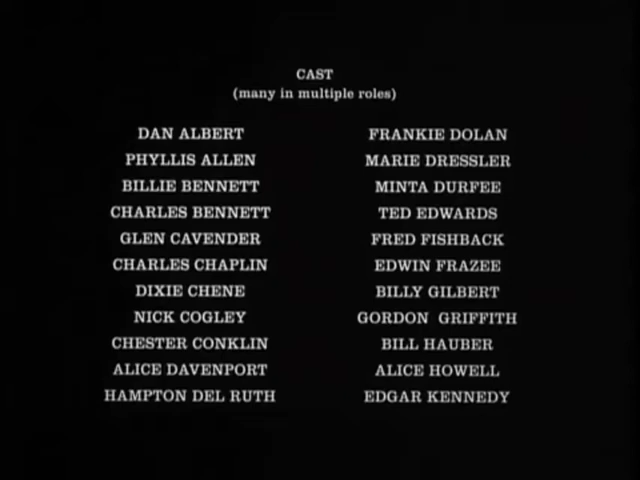 CAST
(many in multiple roles)
DAN ALBERT
PHYLLIS ALLEN
BILLIE BENNETT
CHARLES BENNETT
GLEN CAVENDER
CHARLES CHAPLIN
DIXIE CHENE
NICK COGLEY
CHESTER CONKLIN
ALICE DAVENPORT
HAMPTON DEL RUTH
FRANKIE DOLAN
MARIE DRESSLER
MINTA DURFEE
TED EDWARDS
FRED FISHBACK
EDWIN FRAZEE
BILLY GILBERT
GORDON GRIFFITH
BILL HAUBER
ALICE HOWELL
EDGAR KENNEDY